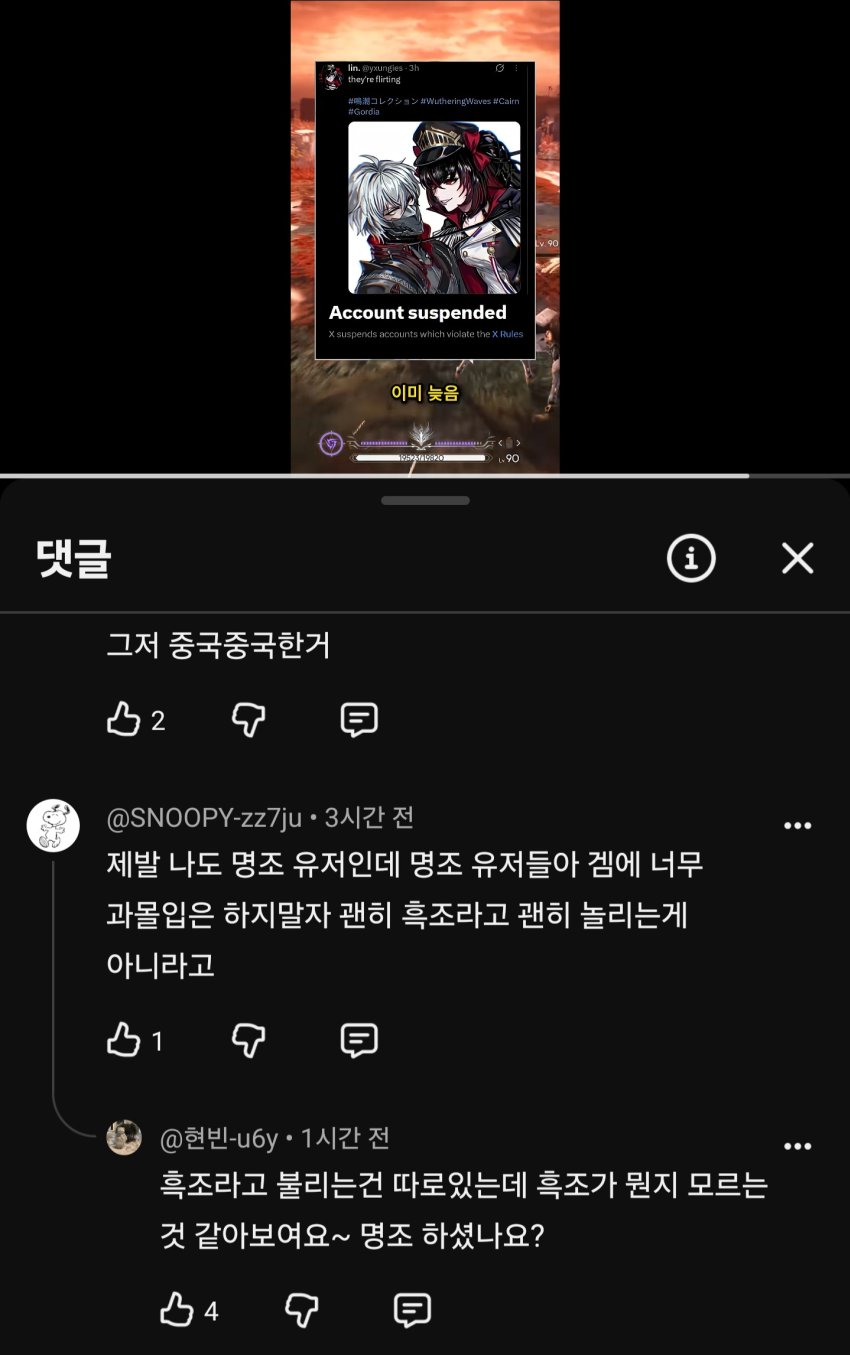 lin. @yxungies · 3h
they're flirting
#鳴潮コレクション #WutheringWaves #Cairn
#Gordia
Lv. 90
Account suspended
X suspends accounts which violate the X Rules
이미 늦음
19523/19820
Lv. 90
댓글
그저 중국중국한거
2
@SNOOPY-zz7ju • 3시간 전
제발 나도 명조 유저인데 명조 유저들아 겜에 너무
과몰입은 하지말자 괜히 흑조라고 괜히 놀리는게
아니라고
1
@현빈-u6y • 1시간 전
흑조라고 불리는건 따로있는데 흑조가 뭔지 모르는
것 같아보여요~ 명조 하셨나요?
4